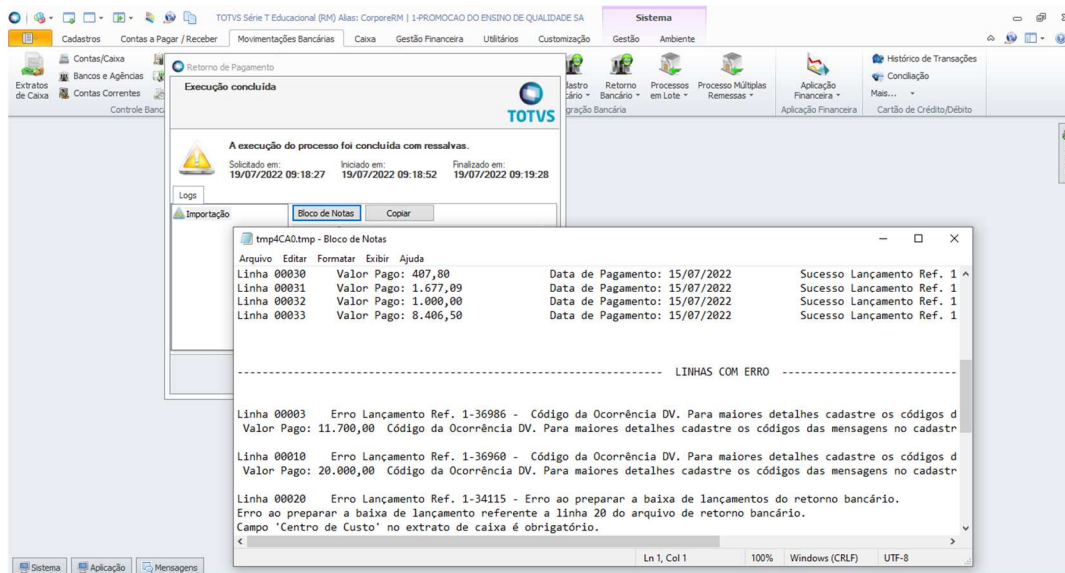 TOTVS Série T Educacional (RM) Alias: CorporeRM | 1-PROMOCAO DO ENSINO DE QUALIDADE SA
Sistema
Cadastros Contas a Pagar / Receber Movimentações Bancárias Caixa Gestão Financeira Utilitários Customização Gestão Ambiente
Extratos de Caixa
Contas/Caixa
Bancos e Agências
Contas Correntes
Controle Banc
Retorno Bancário
Processos em Lote
Processo Múltiplas Remessas
gração Bancária
Aplicação Financeira
Aplicação Financeira
Histórico de Transações
Conciliação
Mais...
Cartão de Crédito/Débito
Retorno de Pagamento
Execução concluída
TOTVS
A execução do processo foi concluída com ressalvas.
Solicitado em: Iniciado em: Finalizado em:
19/07/2022 09:18:27 19/07/2022 09:18:52 19/07/2022 09:19:28
Logs
Importação
Bloco de Notas Copiar
tmp4CA0.tmp - Bloco de Notas
Arquivo Editar Formatar Exibir Ajuda
Linha 00030 Valor Pago: 407,80 Data de Pagamento: 15/07/2022 Sucesso Lançamento Ref. 1
Linha 00031 Valor Pago: 1.677,09 Data de Pagamento: 15/07/2022 Sucesso Lançamento Ref. 1
Linha 00032 Valor Pago: 1.000,00 Data de Pagamento: 15/07/2022 Sucesso Lançamento Ref. 1
Linha 00033 Valor Pago: 8.406,50 Data de Pagamento: 15/07/2022 Sucesso Lançamento Ref. 1
---------------------------------------------------------------- LINHAS COM ERRO --------------------------
Linha 00003 Erro Lançamento Ref. 1-36986 - Código da Ocorrência DV. Para maiores detalhes cadastre os códigos d
Valor Pago: 11.700,00 Código da Ocorrência DV. Para maiores detalhes cadastre os códigos das mensagens no cadastr
Linha 00010 Erro Lançamento Ref. 1-36960 - Código da Ocorrência DV. Para maiores detalhes cadastre os códigos d
Valor Pago: 20.000,00 Código da Ocorrência DV. Para maiores detalhes cadastre os códigos das mensagens no cadastr
Linha 00020 Erro Lançamento Ref. 1-34115 - Erro ao preparar a baixa de lançamentos do retorno bancário.
Erro ao preparar a baixa de lançamento referente a linha 20 do arquivo de retorno bancário.
Campo 'Centro de Custo' no extrato de caixa é obrigatório.
Ln 1, Col 1 100% Windows (CRLF) UTF-8
Sistema Aplicação Mensagens